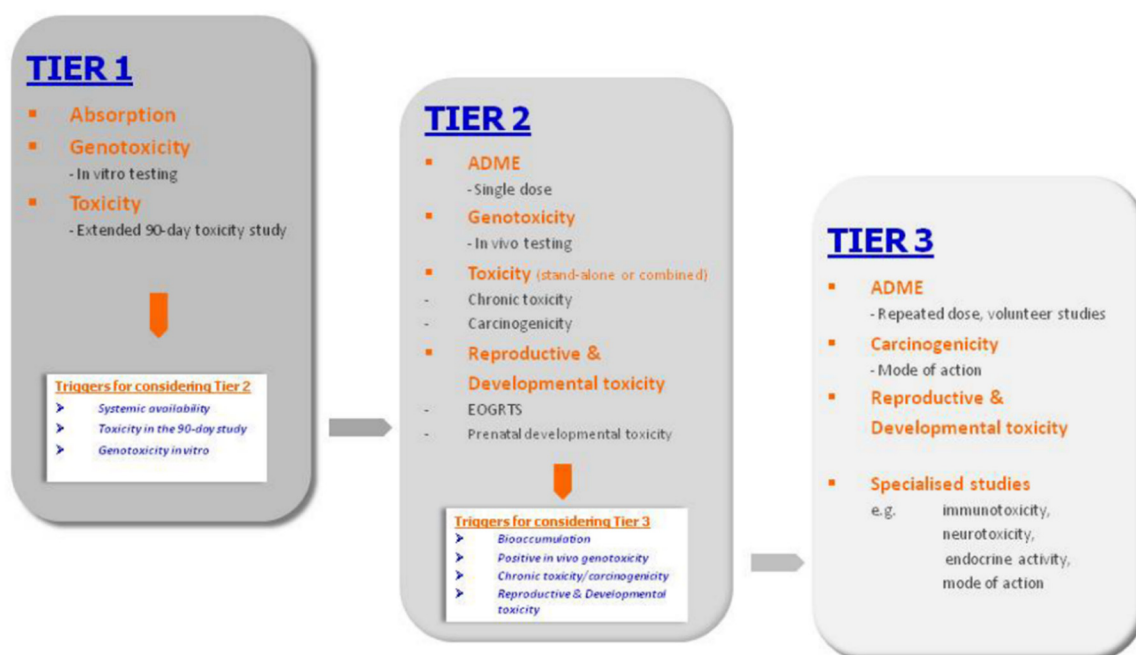 TIER 1
▪ Absorption
▪ Genotoxicity
- In vitro testing
▪ Toxicity
- Extended 90-day toxicity study
Triggers for considering Tier 2
➤ Systemic availability
➤ Toxicity in the 90-day study
➤ Genotoxicity in vitro
TIER 2
▪ ADME
- Single dose
▪ Genotoxicity
- In vivo testing
▪ Toxicity (stand-alone or combined)
- Chronic toxicity
- Carcinogenicity
▪ Reproductive &
Developmental toxicity
- EOGRTS
- Prenatal developmental toxicity
Triggers for considering Tier 3
➤ Bioaccumulation
➤ Positive in vivo genotoxicity
➤ Chronic toxicity/carcinogenicity
➤ Reproductive & Developmental
toxicity
TIER 3
▪ ADME
- Repeated dose, volunteer studies
▪ Carcinogenicity
- Mode of action
▪ Reproductive &
Developmental toxicity
▪ Specialised studies
e.g. immunotoxicity,
neurotoxicity,
endocrine activity,
mode of action